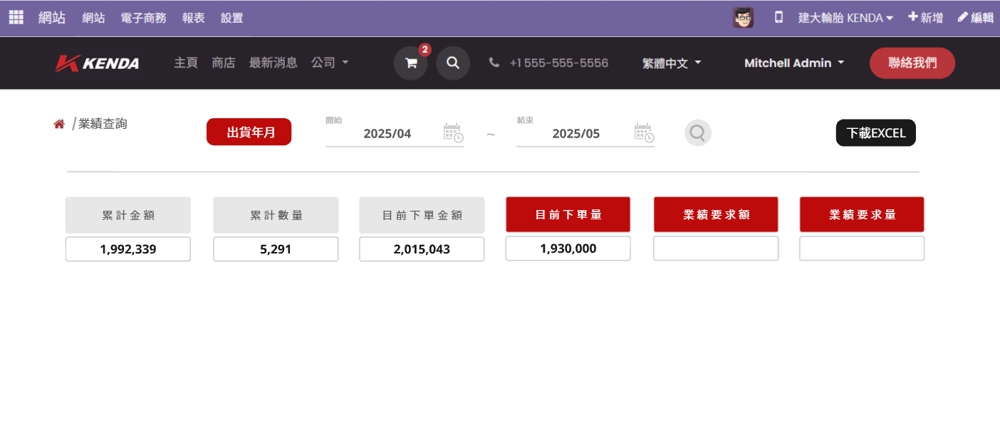 網站 網站 電子商務 報表 設置 建大輪胎 KENDA 新增 編輯
KENDA 主頁 商店 最新消息 公司 2 +1 555-555-5556 繁體中文 Mitchell Admin 聯絡我們
/業績查詢 出貨年月 開始 2025/04 ~ 結束 2025/05 下載EXCEL
累計金額 累計數量 目前下單金額 目前下單量 業績要求額 業績要求量
1,992,339 5,291 2,015,043 1,930,000